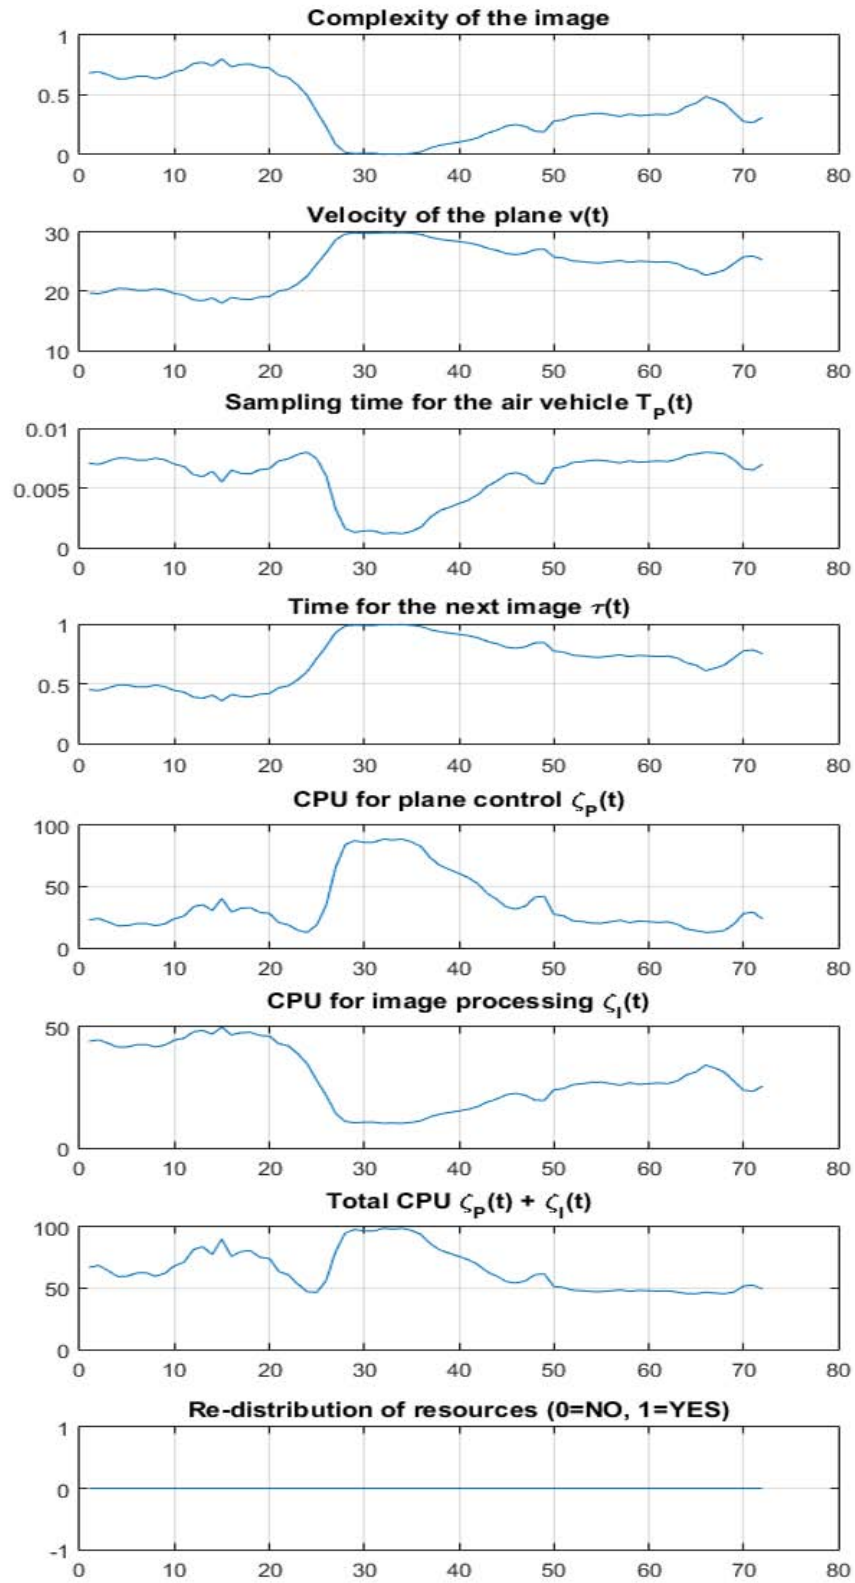 Complexity of the image
1
0.5
0
0 10 20 30 40 50 60 70 80
Velocity of the plane v(t)
30
20
10
0 10 20 30 40 50 60 70 80
Sampling time for the air vehicle T_P(t)
0.01
0.005
0
0 10 20 30 40 50 60 70 80
Time for the next image τ(t)
1
0.5
0
0 10 20 30 40 50 60 70 80
CPU for plane control ζ_P(t)
100
50
0
0 10 20 30 40 50 60 70 80
CPU for image processing ζ_I(t)
50
0
0 10 20 30 40 50 60 70 80
Total CPU ζ_P(t) + ζ_I(t)
100
50
0
0 10 20 30 40 50 60 70 80
Re-distribution of resources (0=NO, 1=YES)
1
0
-1
0 10 20 30 40 50 60 70 80